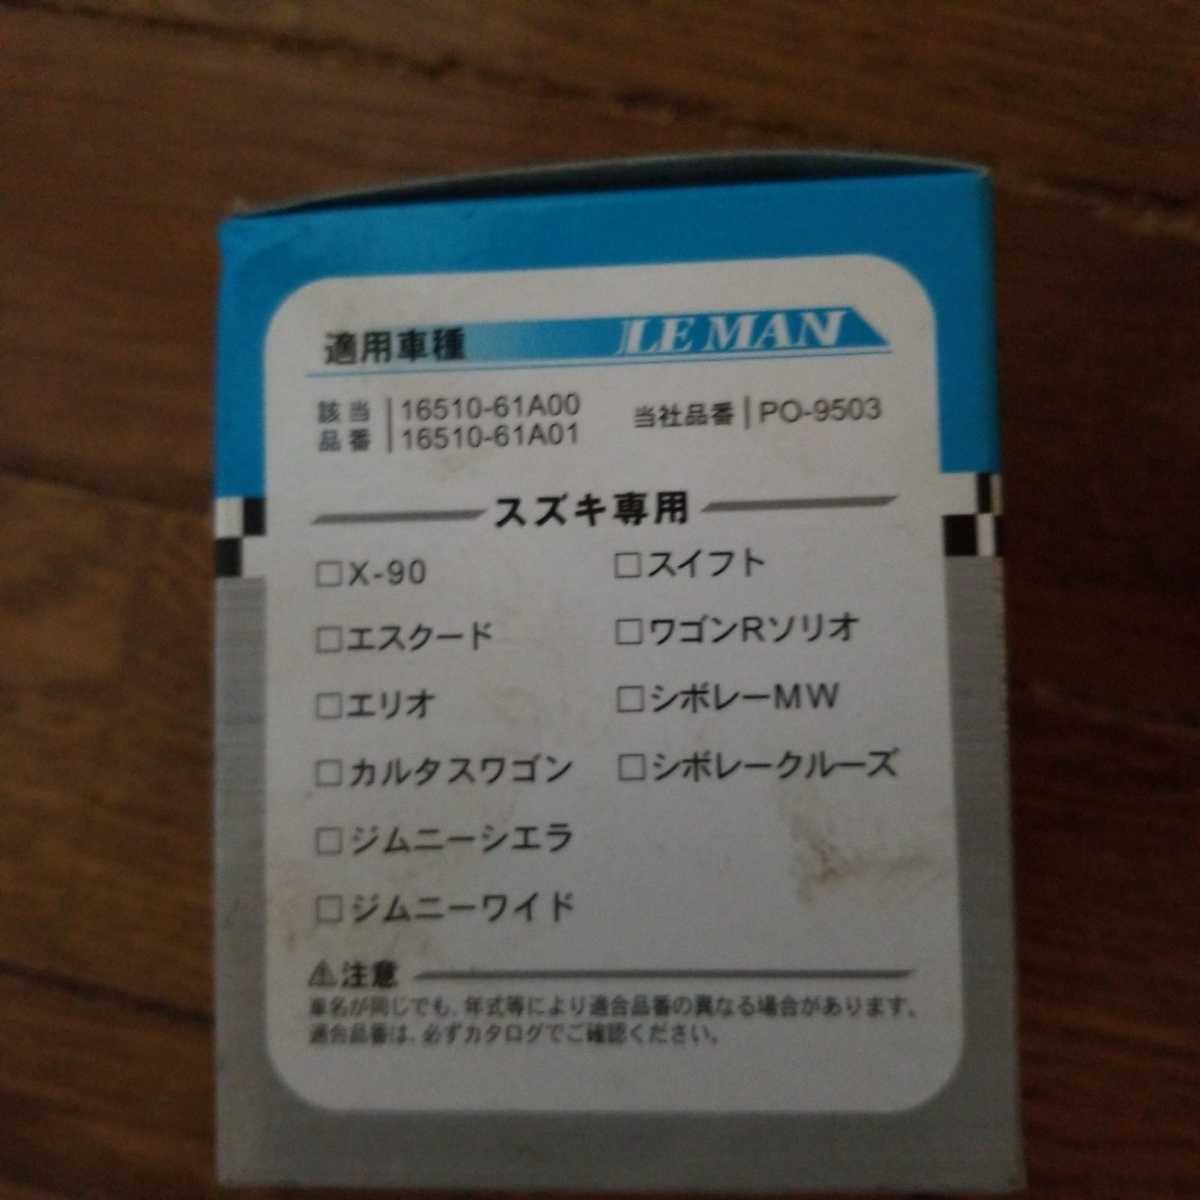 適用車種 LE MAN
該当 16510-61A00 当社品番 PO-9503
品番 16510-61A01
スズキ専用
□X-90 □スイフト
□エスクード □ワゴンRソリオ
□エリオ □シボレーMW
□カルタスワゴン □シボレークルーズ
□ジムニーシエラ
□ジムニーワイド
⚠注意
車名が同じでも、年式等により適合品番の異なる場合があります。
適合品番は、必ずカタログでご確認ください。